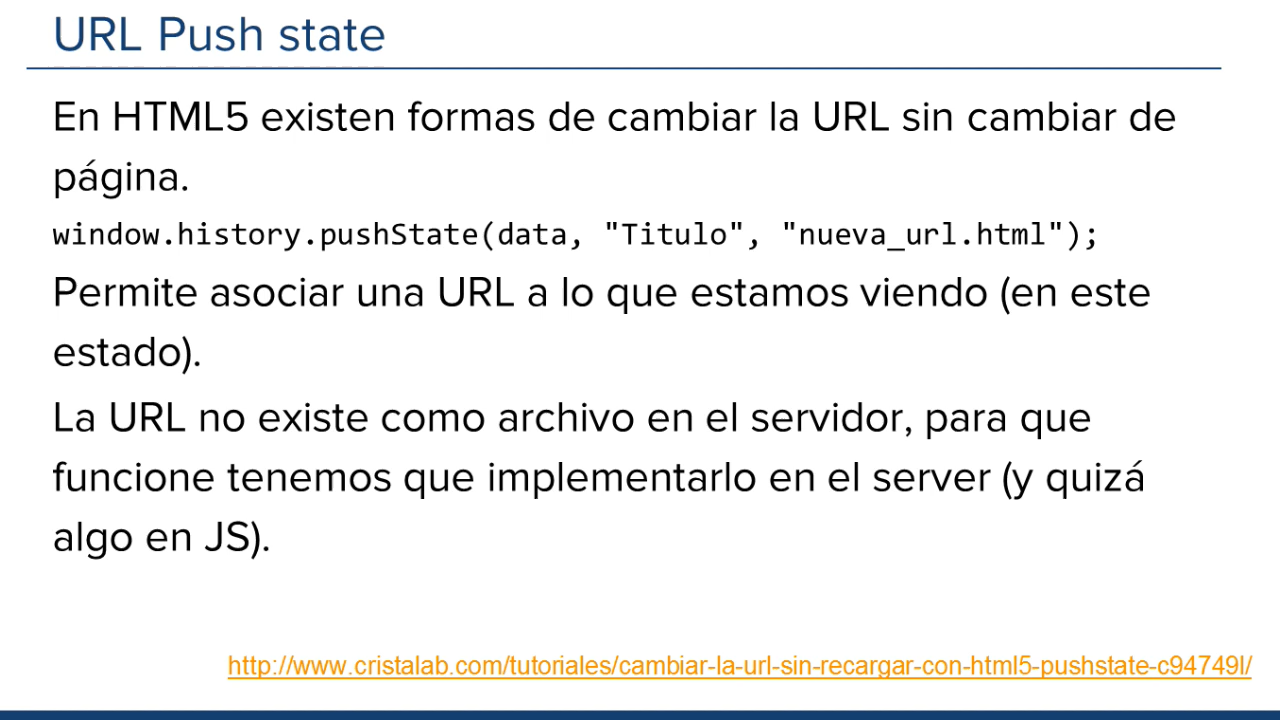 URL Push state
En HTML5 existen formas de cambiar la URL sin cambiar de
página.
window.history.pushState(data, "Titulo", "nueva_url.html");
Permite asociar una URL a lo que estamos viendo (en este
estado).
La URL no existe como archivo en el servidor, para que
funcione tenemos que implementarlo en el server (y quizá
algo en JS).
http://www.cristalab.com/tutoriales/cambiar-la-url-sin-recargar-con-html5-pushstate-c94749l/